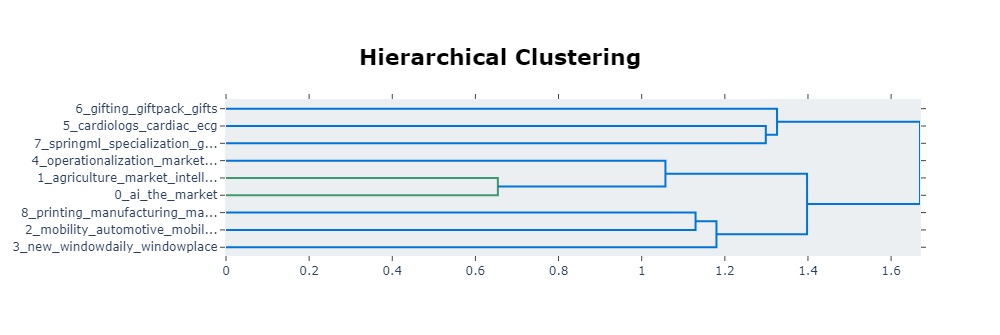 Hierarchical Clustering
6_gifting_giftpack_gifts
5_cardiologs_cardiac_ecg
7_springml_specialization_g...
4_operationalization_market...
1_agriculture_market_intell...
0_ai_the_market
8_printing_manufacturing_ma...
2_mobility_automotive_mobil...
3_new_windowdaily_windowplace
0 0.2 0.4 0.6 0.8 1 1.2 1.4 1.6